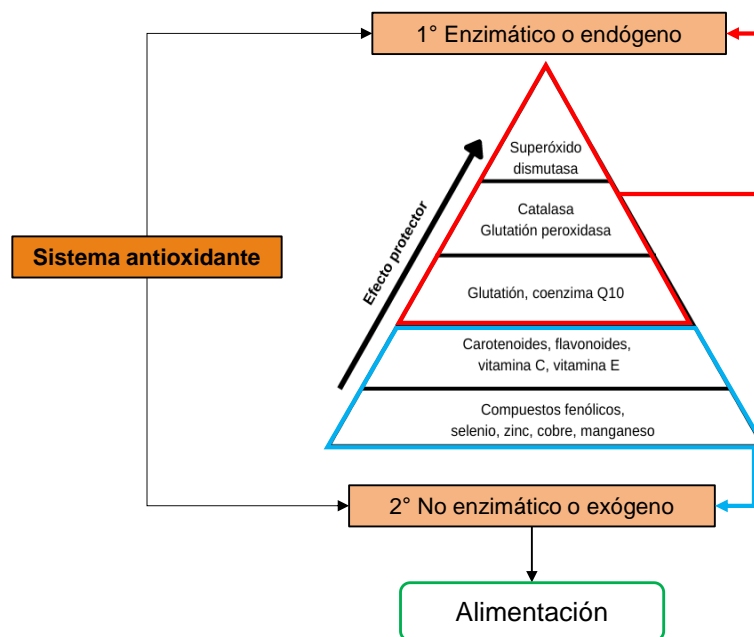 1° Enzimático o endógeno
Superóxido
dismutasa
Catalasa
Glutatión peroxidasa
Efecto protector
Sistema antioxidante
Glutatión, coenzima Q10
Carotenoides, flavonoides,
vitamina C, vitamina E
Compuestos fenólicos,
selenio, zinc, cobre, manganeso
2° No enzimático o exógeno
Alimentación